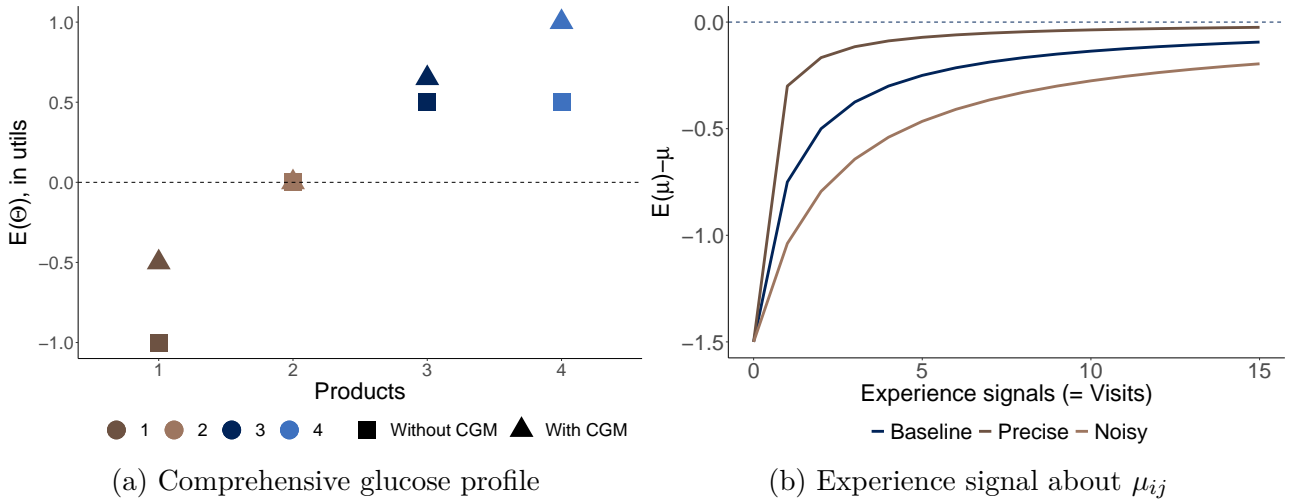 1.0
0.5
0.0
−0.5
−1.0
E(Θ), in utils
1 2 3 4
Products
1 2 3 4 Without CGM With CGM
(a) Comprehensive glucose profile
0.0
−0.5
−1.0
−1.5
E(μ)−μ
0 5 10 15
Experience signals (= Visits)
Baseline Precise Noisy
(b) Experience signal about μij